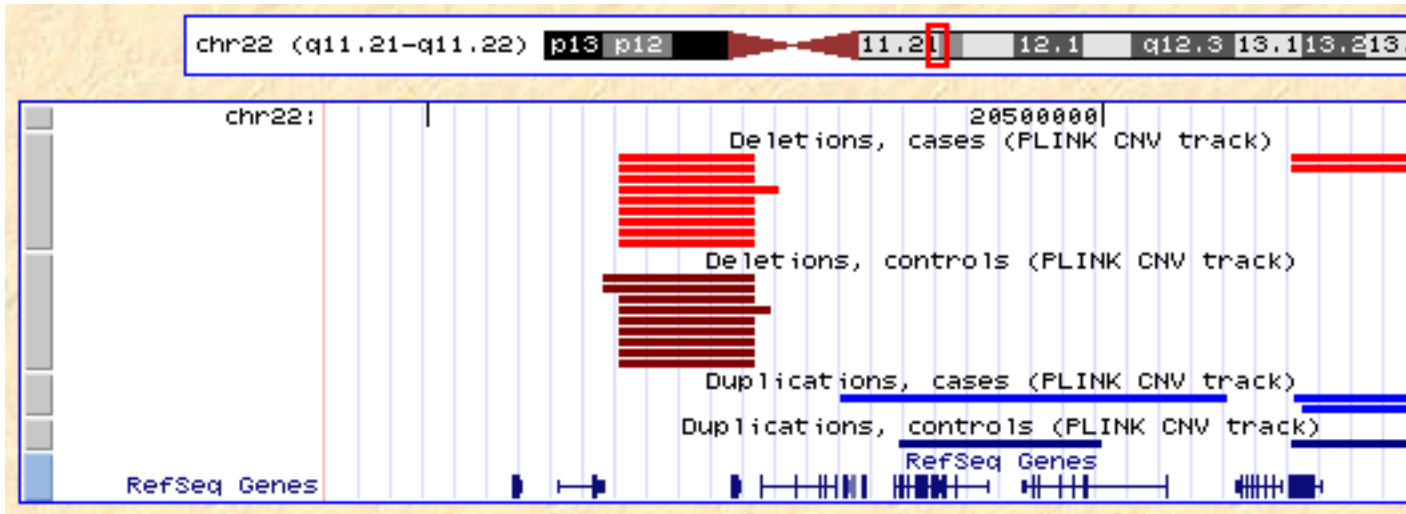 chr22 (q11.21-q11.22) p13 p12 11.21 12.1 q12.3 13.1 13.2 13.
chr22: 20500000
Deletions, cases (PLINK CNV track)
Deletions, controls (PLINK CNV track)
Duplications, cases (PLINK CNV track)
Duplications, controls (PLINK CNV track)
RefSeq Genes
RefSeq Genes